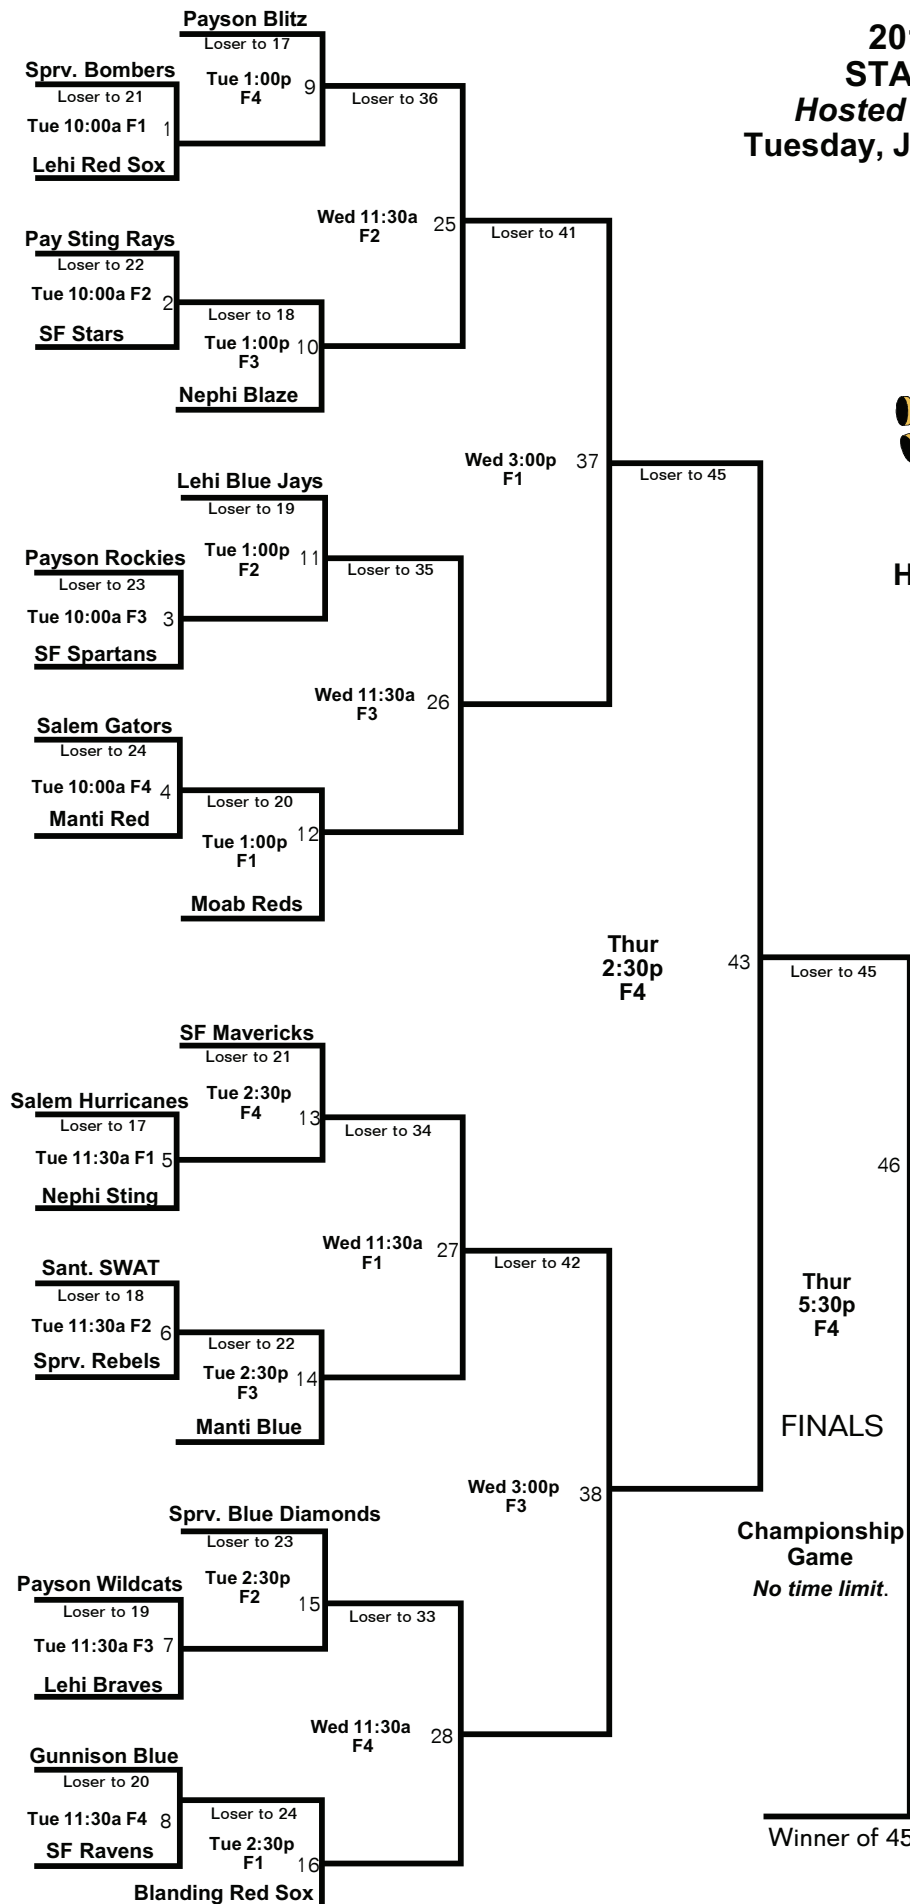 Payson Blitz
Loser to 17
Tue 1:00p
F4
9
Loser to 36
Sprv. Bombers
Loser to 21
Tue 10:00a F1
1
Lehi Red Sox
201
STA
Hosted
Tuesday, J
Wed 11:30a
F2
25
Loser to 41
Pay Sting Rays
Loser to 22
Tue 10:00a F2
2
SF Stars
Loser to 18
Tue 1:00p
F3
10
Nephi Blaze
Wed 3:00p
F1
37
Loser to 45
Lehi Blue Jays
Loser to 19
Tue 1:00p
F2
11
Loser to 35
Payson Rockies
Loser to 23
Tue 10:00a F3
3
SF Spartans
H
Wed 11:30a
F3
26
Salem Gators
Loser to 24
Tue 10:00a F4
4
Manti Red
Loser to 20
Tue 1:00p
F1
12
Moab Reds
Thur
2:30p
F4
43
Loser to 45
SF Mavericks
Loser to 21
Tue 2:30p
F4
13
Loser to 34
Salem Hurricanes
Loser to 17
Tue 11:30a F1
5
Nephi Sting
46
Wed 11:30a
F1
27
Loser to 42
Sant. SWAT
Loser to 18
Tue 11:30a F2
6
Sprv. Rebels
Loser to 22
Tue 2:30p
F3
14
Manti Blue
Thur
5:30p
F4
FINALS
Wed 3:00p
F3
38
Sprv. Blue Diamonds
Loser to 23
Tue 2:30p
F2
15
Loser to 33
Payson Wildcats
Loser to 19
Tue 11:30a F3
7
Lehi Braves
Championship
Game
No time limit.
Wed 11:30a
F4
28
Gunnison Blue
Loser to 20
Tue 11:30a F4
8
SF Ravens
Loser to 24
Tue 2:30p
F1
16
Blanding Red Sox
Winner of 45